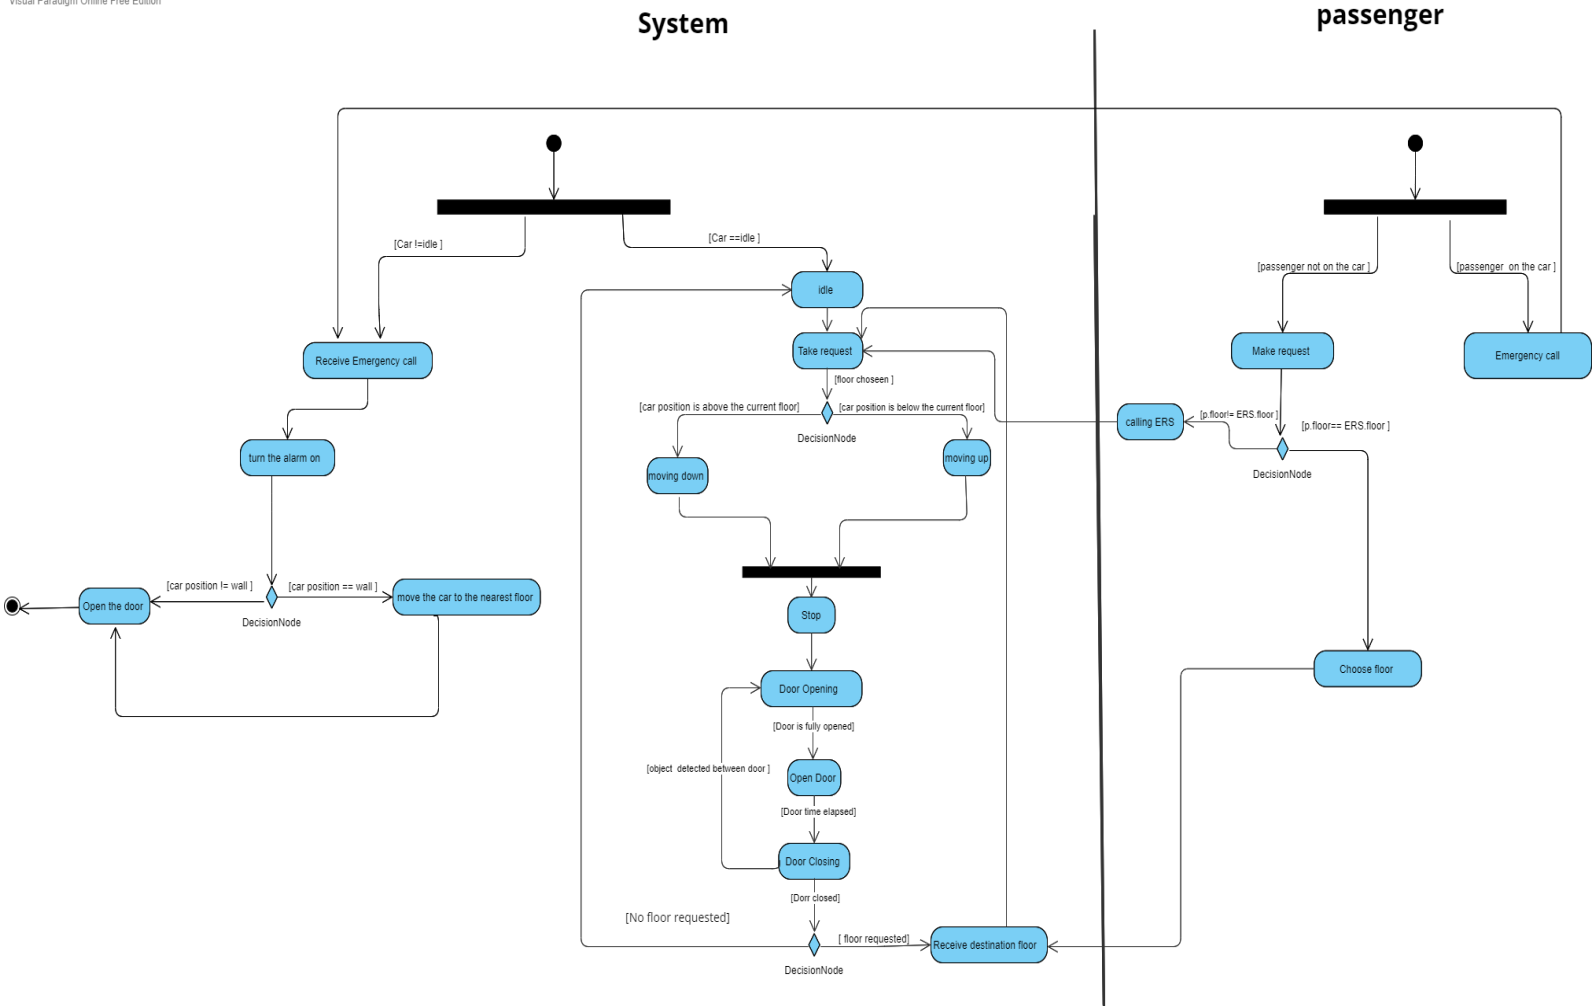 Visual Paradigm Online Free Edition
System
passenger
[Car !=idle ]
[Car ==idle ]
[passenger not on the car ]
[passenger  on the car ]
idle
Receive Emergency call
Take request
Make request
Emergency call
[floor choseen ]
[car position is above the current floor]
[car position is below the current floor]
DecisionNode
calling ERS
[p.floor!= ERS.floor ]
[p.floor== ERS.floor ]
DecisionNode
turn the alarm on
moving down
moving up
[car position != wall ]
[car position == wall ]
Open the door
move the car to the nearest floor
DecisionNode
Stop
Choose floor
Door Opening
[Door is fully opened]
[object  detected between door ]
Open Door
[Door time elapsed]
Door Closing
[Dorr closed]
[No floor requested]
[ floor requested]
Receive destination floor
DecisionNode